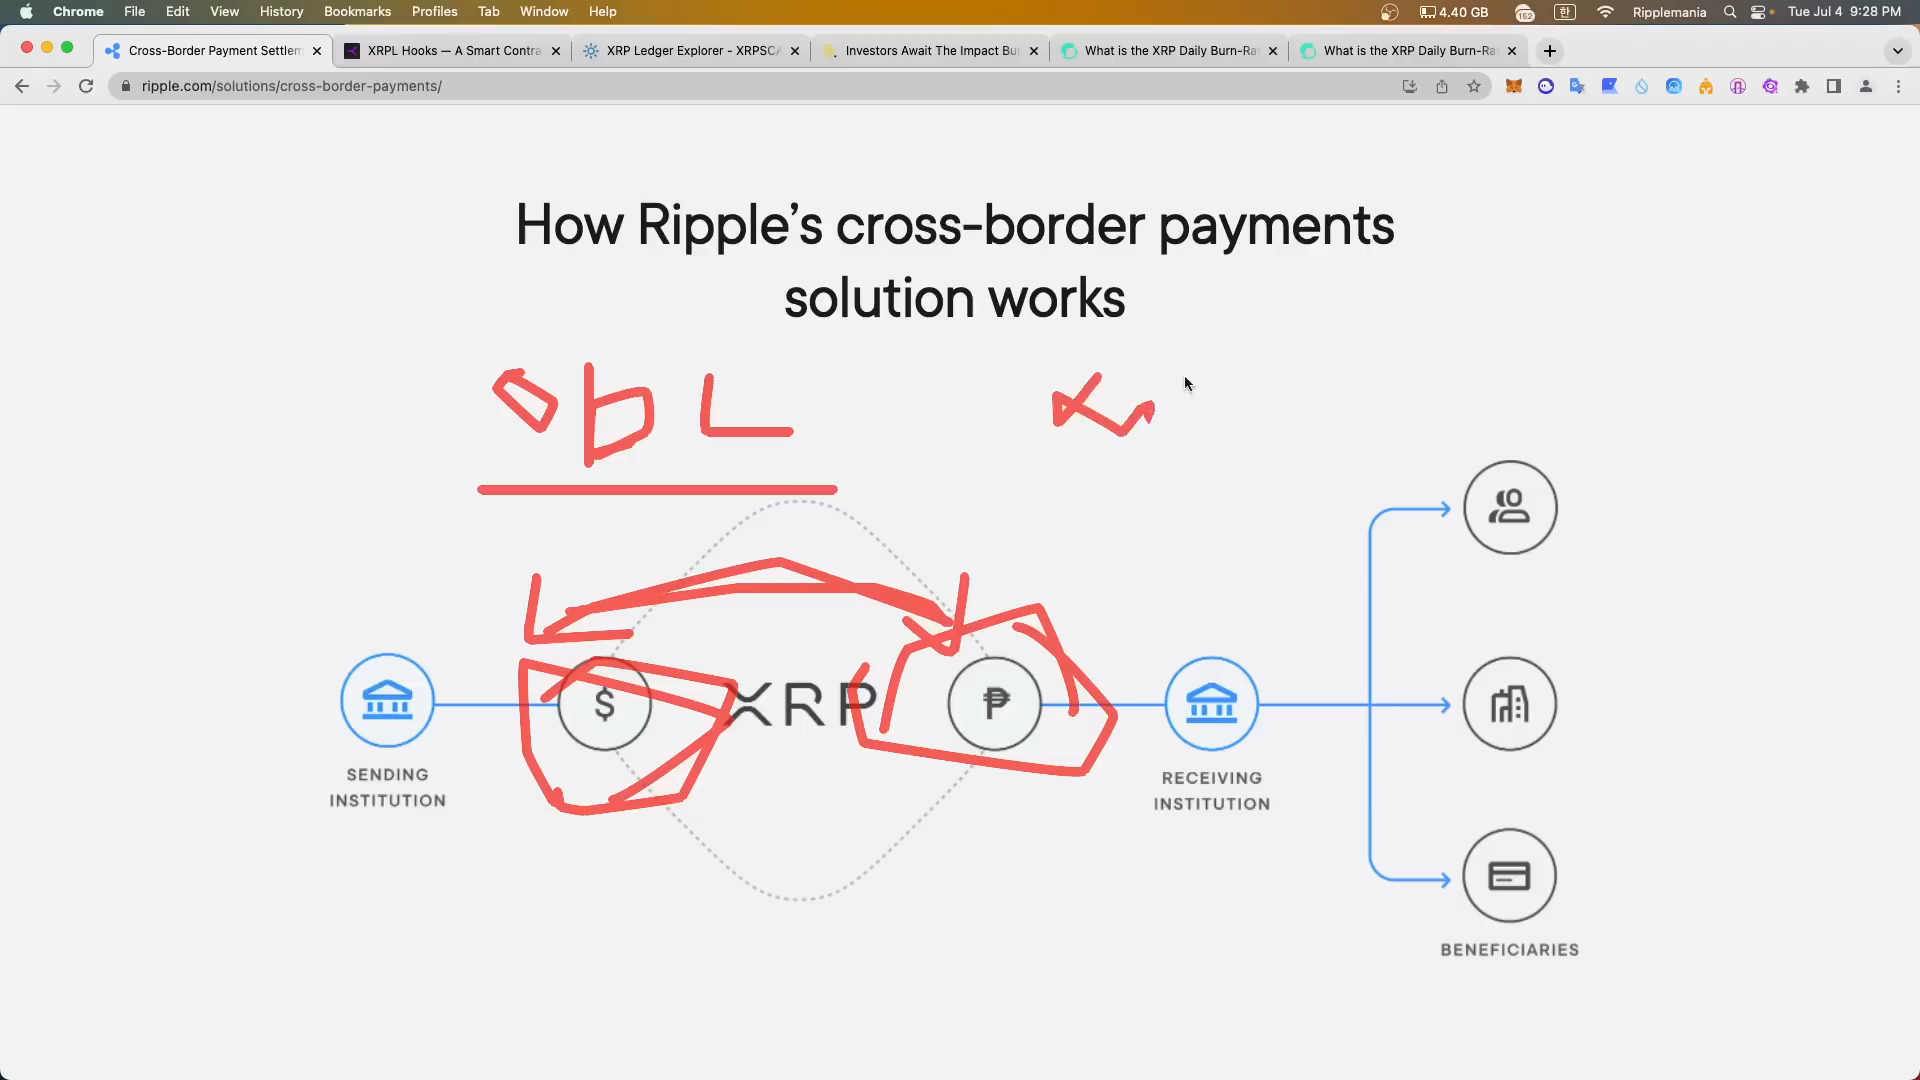 Chrome File Edit View History Bookmarks Profiles Tab Window Help 4.40 GB 152 한 Ripplemania Tue Jul 4 9:28 PM
Cross-Border Payment Settlem XRPL Hooks — A Smart Contra XRP Ledger Explorer - XRPSCA Investors Await The Impact Bu What is the XRP Daily Burn-Ra What is the XRP Daily Burn-Ra
ripple.com/solutions/cross-border-payments/
How Ripple’s cross-border payments
solution works
$ XRP ₱
SENDING
INSTITUTION
RECEIVING
INSTITUTION
BENEFICIARIES